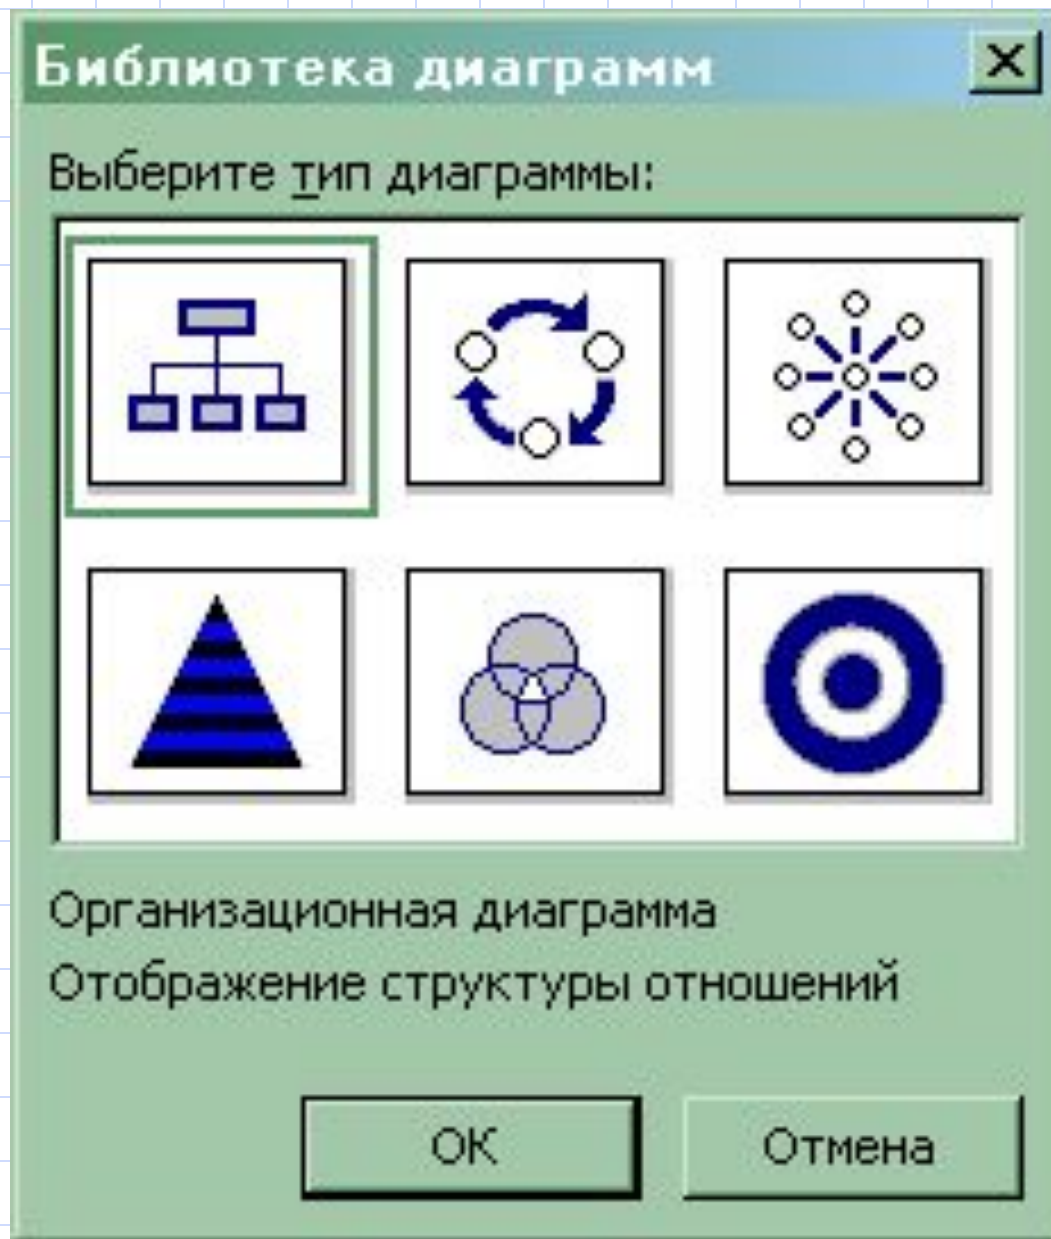 Библиотека диаграмм
Выберите тип диаграммы:
Организационная диаграмма
Отображение структуры отношений
ОК
Отмена